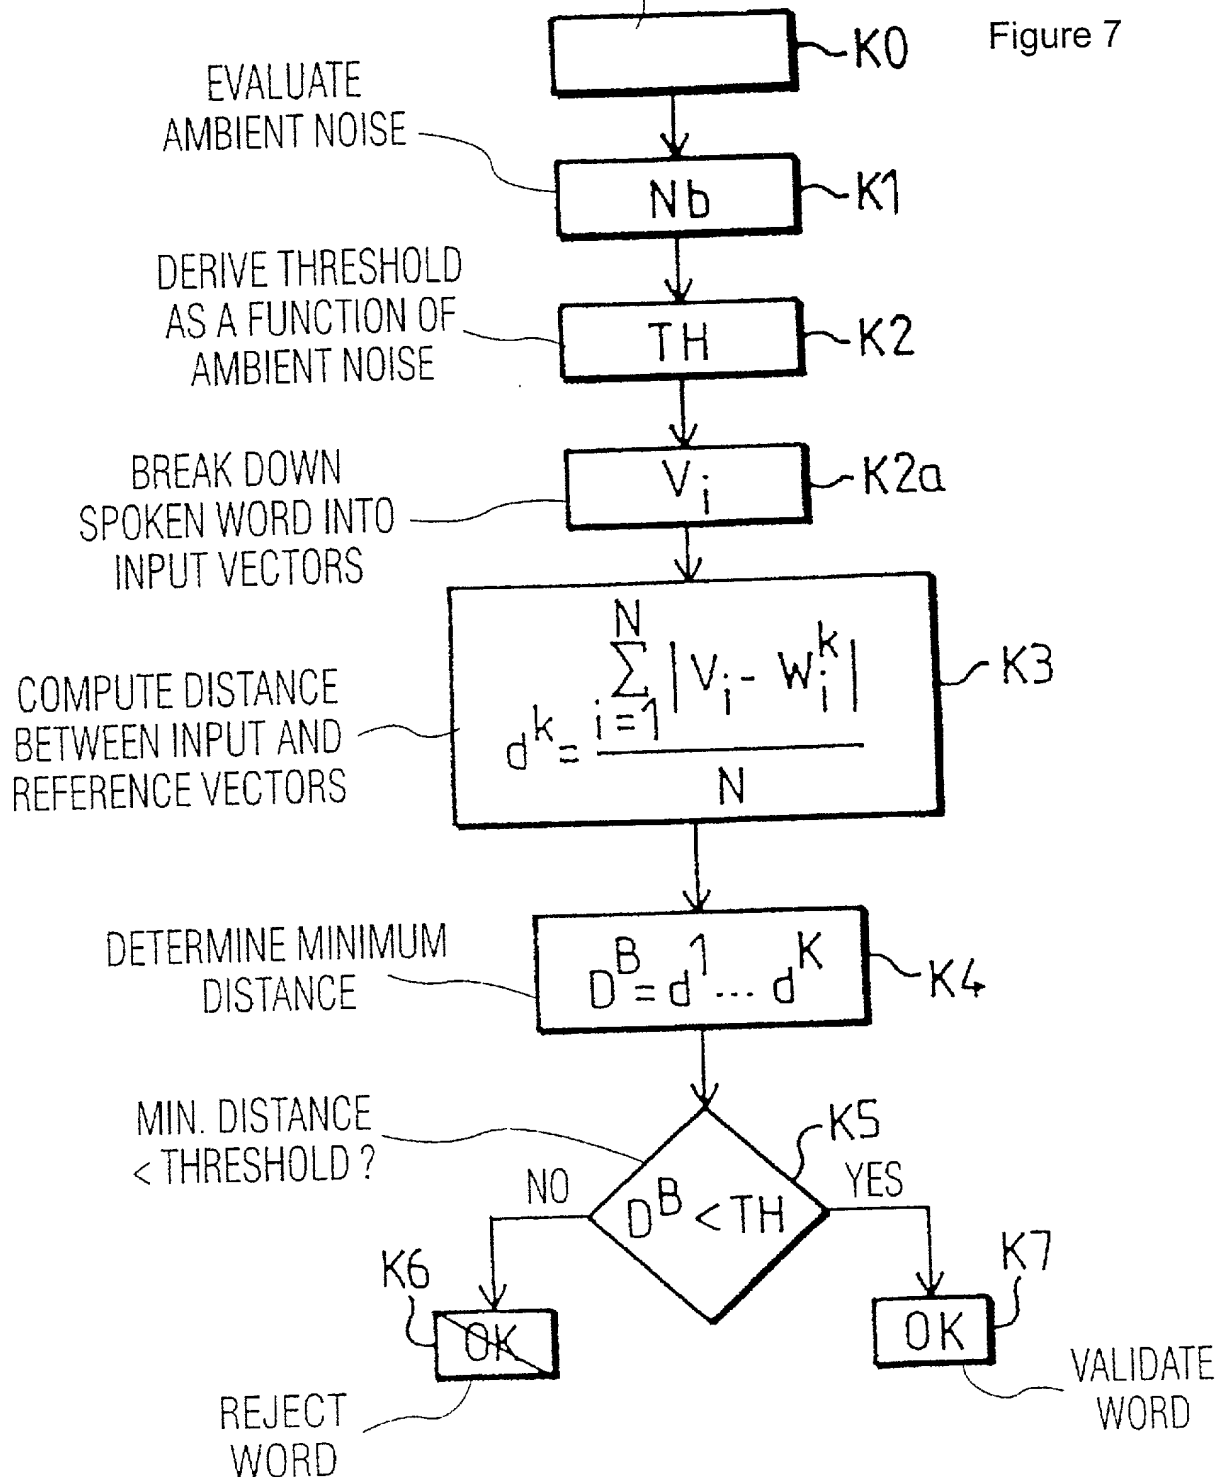 Figure 7
K0
EVALUATE
AMBIENT NOISE
Nb
K1
DERIVE THRESHOLD
AS A FUNCTION OF
AMBIENT NOISE
TH
K2
BREAK DOWN
SPOKEN WORD INTO
INPUT VECTORS
V_i
K2a
COMPUTE DISTANCE
BETWEEN INPUT AND
REFERENCE VECTORS
d^k = \frac{\sum_{i=1}^{N} |V_i - W_i^k|}{N}
K3
DETERMINE MINIMUM
DISTANCE
D^B = d^1 ... d^K
K4
MIN. DISTANCE
< THRESHOLD ?
K5
NO
D^B < TH
YES
K6
OK
REJECT
WORD
K7
OK
VALIDATE
WORD